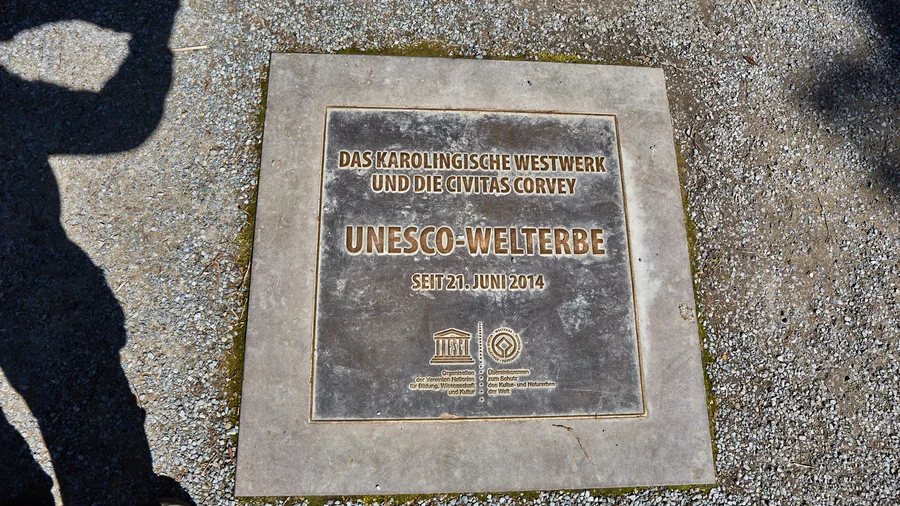 DAS KAROLINGISCHE WESTWERK
UND DIE CIVITAS CORVEY
UNESCO-WELTERBE
SEIT 21. JUNI 2014
Organisation
der Vereinten Nationen
für Bildung, Wissenschaft
und Kultur
Übereinkommen
zum Schutz
des Kultur- und Naturerbes
der Welt